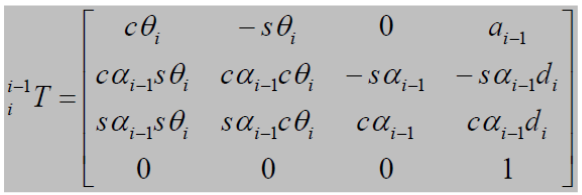 cθᵢ -sθᵢ 0 aᵢ₋₁
ⁱ⁻¹ᵢT = cαᵢ₋₁sθᵢ cαᵢ₋₁cθᵢ -sαᵢ₋₁ -sαᵢ₋₁dᵢ
sαᵢ₋₁sθᵢ sαᵢ₋₁cθᵢ cαᵢ₋₁ cαᵢ₋₁dᵢ
0 0 0 1